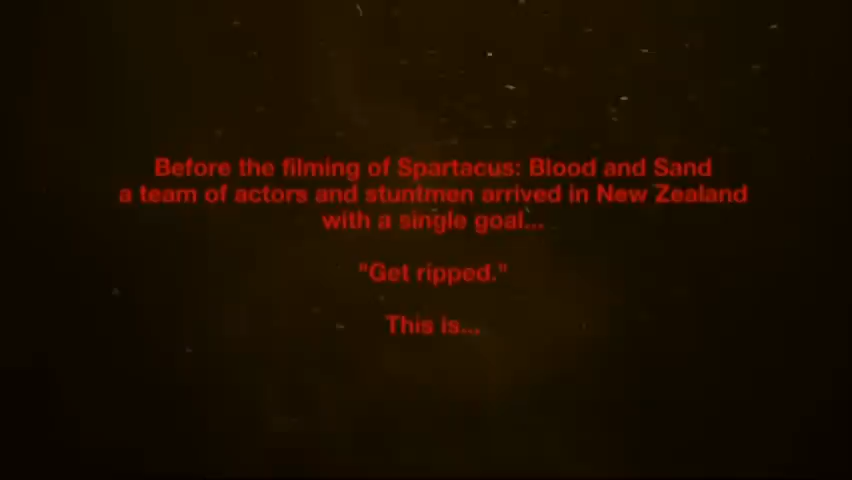 Before the filming of Spartacus: Blood and Sand
a team of actors and stuntmen arrived in New Zealand
with a single goal...
"Get ripped."
This is...